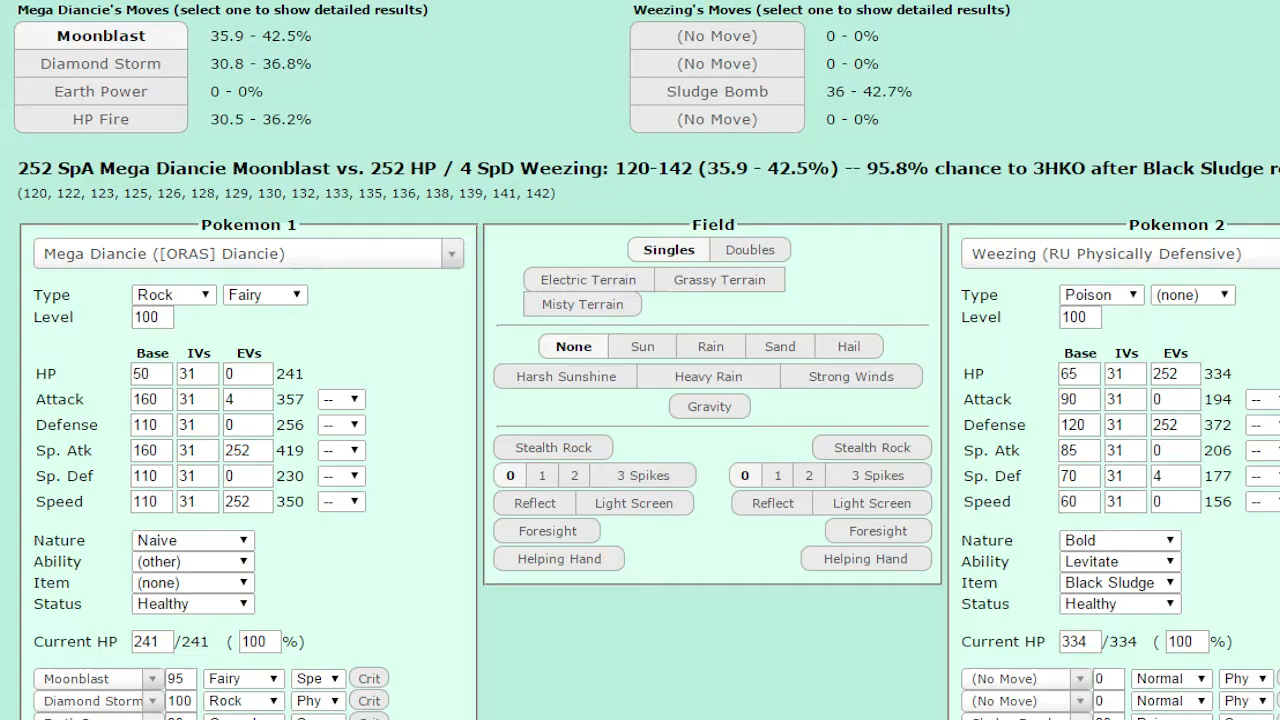 Mega Diancie's Moves (select one to show detailed results)
Moonblast 35.9 - 42.5%
Diamond Storm 30.8 - 36.8%
Earth Power 0 - 0%
HP Fire 30.5 - 36.2%
Weezing's Moves (select one to show detailed results)
(No Move) 0 - 0%
(No Move) 0 - 0%
Sludge Bomb 36 - 42.7%
(No Move) 0 - 0%
252 SpA Mega Diancie Moonblast vs. 252 HP / 4 SpD Weezing: 120-142 (35.9 - 42.5%) -- 95.8% chance to 3HKO after Black Sludge
(120, 122, 123, 125, 126, 128, 129, 130, 132, 133, 135, 136, 138, 139, 141, 142)
Pokemon 1
Mega Diancie ([ORAS] Diancie)
Type Rock Fairy
Level 100
Base IVs EVs
HP 50 31 0 241
Attack 160 31 4 357 --
Defense 110 31 0 256 --
Sp. Atk 160 31 252 419 --
Sp. Def 110 31 0 230 --
Speed 110 31 252 350 --
Nature Naive
Ability (other)
Item (none)
Status Healthy
Current HP 241 /241 ( 100 %)
Moonblast 95 Fairy Spe Crit
Diamond Storm 100 Rock Phy Crit
Field
Singles Doubles
Electric Terrain Grassy Terrain
Misty Terrain
None Sun Rain Sand Hail
Harsh Sunshine Heavy Rain Strong Winds
Gravity
Stealth Rock Stealth Rock
0 1 2 3 Spikes 0 1 2 3 Spikes
Reflect Light Screen Reflect Light Screen
Foresight Foresight
Helping Hand Helping Hand
Pokemon 2
Weezing (RU Physically Defensive)
Type Poison (none)
Level 100
Base IVs EVs
HP 65 31 252 334
Attack 90 31 0 194 --
Defense 120 31 252 372 --
Sp. Atk 85 31 0 206 --
Sp. Def 70 31 4 177 --
Speed 60 31 0 156 --
Nature Bold
Ability Levitate
Item Black Sludge
Status Healthy
Current HP 334 /334 ( 100 %)
(No Move) 0 Normal Phy
(No Move) 0 Normal Phy